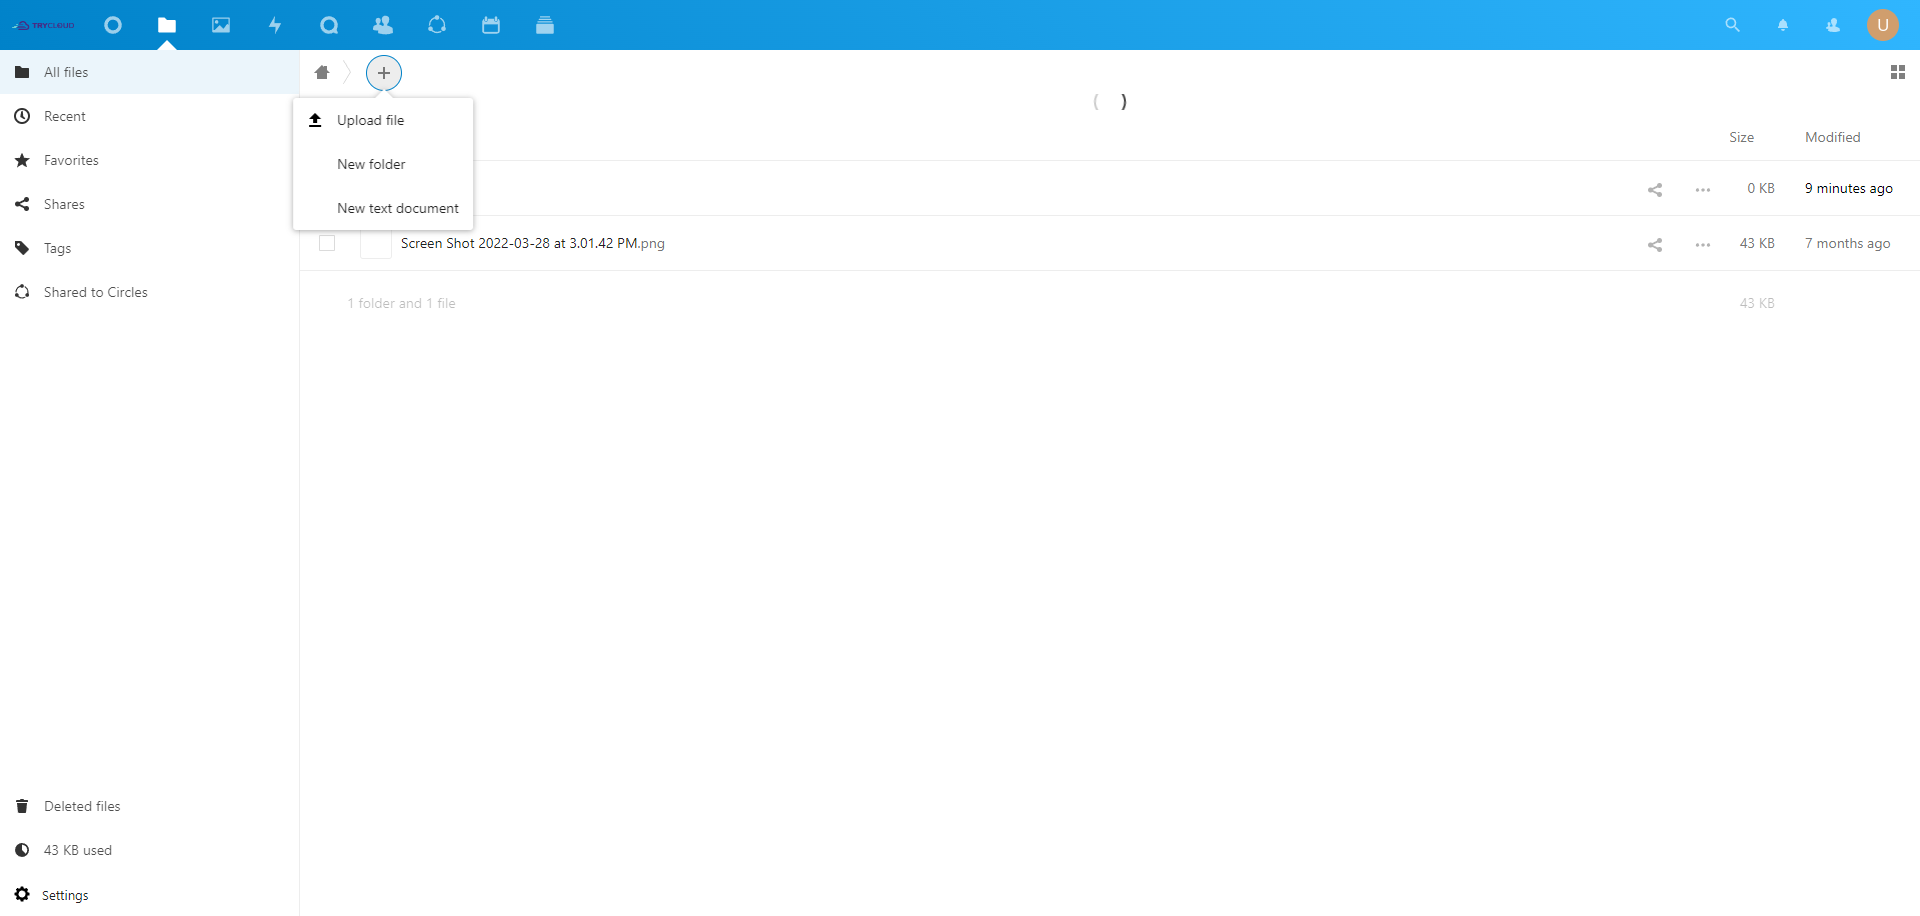 TRYCLOUD
U
All files
Recent
Favorites
Shares
Tags
Shared to Circles
Upload file
New folder
New text document
Size Modified
0 KB 9 minutes ago
Screen Shot 2022-03-28 at 3.01.42 PM.png 43 KB 7 months ago
1 folder and 1 file 43 KB
Deleted files
43 KB used
Settings